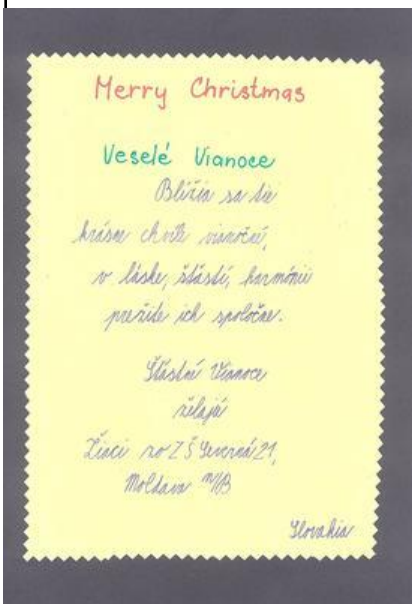 Merry Christmas
Veselé Vianoce
Blížia sa tie
krásne chvíle vianočné,
v láske, šťastí, harmónii
prežite ich spoločne.
Šťastné Vianoce
želajú
Žiaci zo ZŠ Severná 21,
Moldava n/B
Slovakia